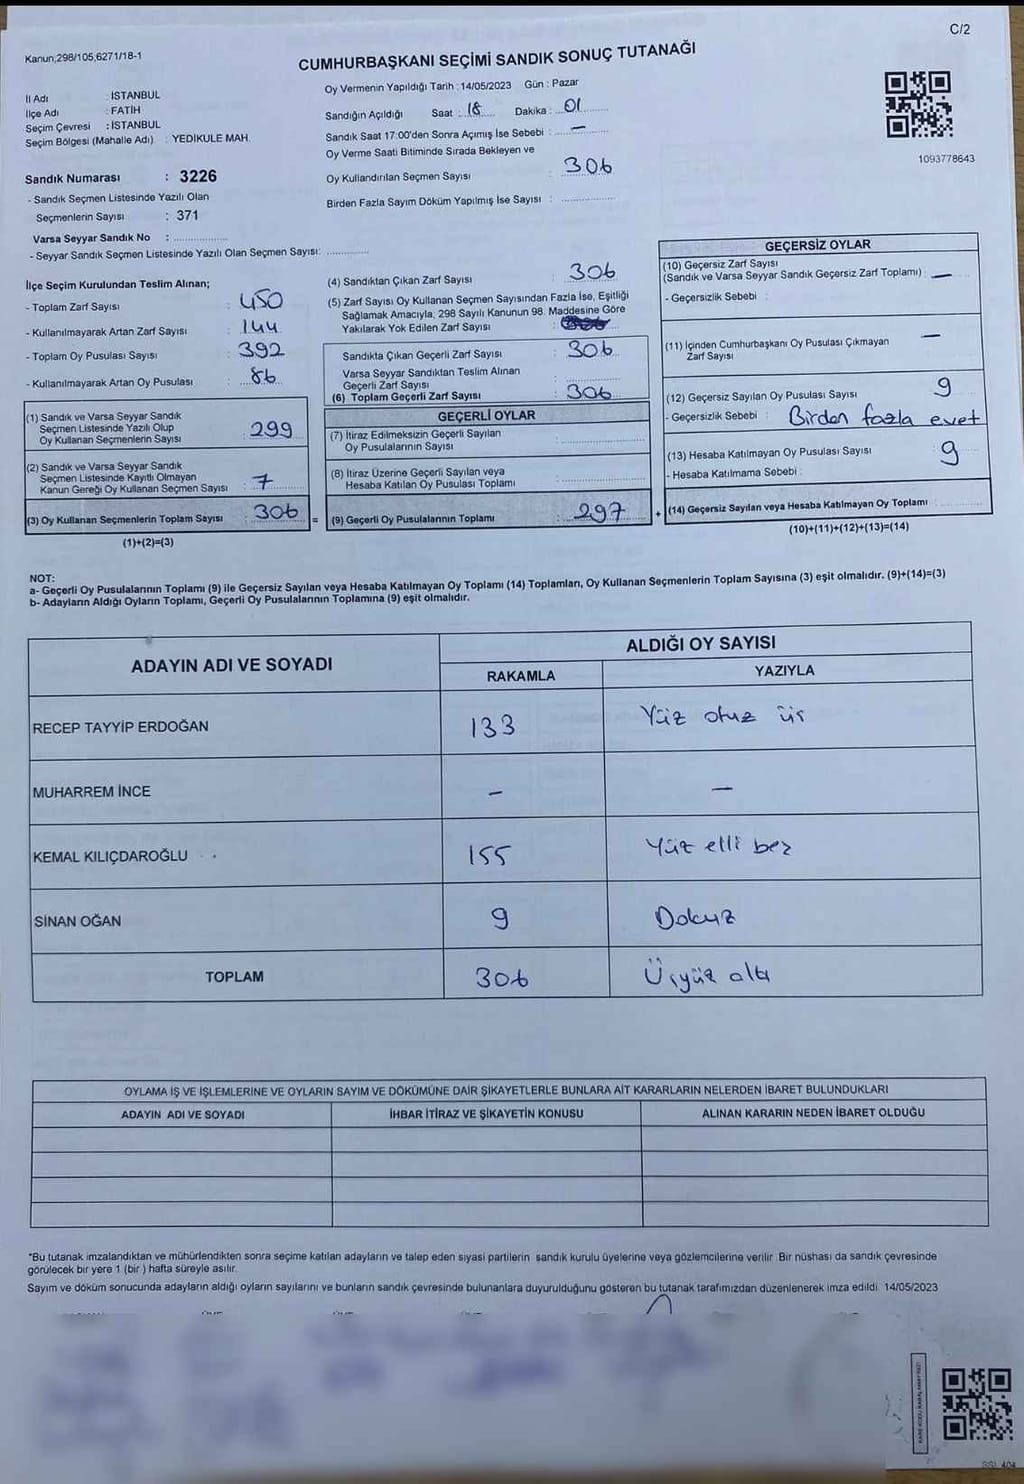 C/2
Kanun,298/105,6271/18-1
CUMHURBAŞKANI SEÇİMİ SANDIK SONUÇ TUTANAĞI
İl Adı : İSTANBUL
İlçe Adı : FATİH
Seçim Çevresi : İSTANBUL
Seçim Bölgesi (Mahalle Adı) : YEDİKULE MAH.
Sandık Numarası : 3226
- Sandık Seçmen Listesinde Yazılı Olan
Seçmenlerin Sayısı : 371
Varsa Seyyar Sandık No :
- Seyyar Sandık Seçmen Listesinde Yazılı Olan Seçmen Sayısı:
Oy Vermenin Yapıldığı Tarih : 14/05/2023 Gün : Pazar
Sandığın Açıldığı Saat : 18 Dakika : 01
Sandık Saat 17:00'den Sonra Açımış İse Sebebi : –
Oy Verme Saati Bitiminde Sırada Bekleyen ve
Oy Kullandırılan Seçmen Sayısı : 306
Birden Fazla Sayım Döküm Yapılmış İse Sayısı :
1093778643
İlçe Seçim Kurulundan Teslim Alınan;
- Toplam Zarf Sayısı : 450
- Kullanılmayarak Artan Zarf Sayısı : 144
- Toplam Oy Pusulası Sayısı : 392
- Kullanılmayarak Artan Oy Pusulası : 86
(1) Sandık ve Varsa Seyyar Sandık
Seçmen Listesinde Yazılı Olup
Oy Kullanan Seçmenlerin Sayısı : 299
(2) Sandık ve Varsa Seyyar Sandık
Seçmen Listesinde Kayıtlı Olmayan
Kanun Gereği Oy Kullanan Seçmen Sayısı : 7
(3) Oy Kullanan Seçmenlerin Toplam Sayısı : 306 =
(1)+(2)=(3)
(4) Sandıktan Çıkan Zarf Sayısı : 306
(5) Zarf Sayısı Oy Kullanan Seçmen Sayısından Fazla İse, Eşitliği
Sağlamak Amacıyla, 298 Sayılı Kanunun 98. Maddesine Göre
Yakılarak Yok Edilen Zarf Sayısı :
Sandıkta Çıkan Geçerli Zarf Sayısı : 306
Varsa Seyyar Sandıktan Teslim Alınan
Geçerli Zarf Sayısı :
(6) Toplam Geçerli Zarf Sayısı : 306
GEÇERLİ OYLAR
(7) İtiraz Edilmeksizin Geçerli Sayılan
Oy Pusulasının Sayısı :
(8) İtiraz Üzerine Geçerli Sayılan veya
Hesaba Katılan Oy Pusulası Toplamı :
(9) Geçerli Oy Pusulalarının Toplamı : 297 +
GEÇERSİZ OYLAR
(10) Geçersiz Zarf Sayısı
(Sandık ve Varsa Seyyar Sandık Geçersiz Zarf Toplamı) : –
- Geçersizlik Sebebi :
(11) İçinden Cumhurbaşkanı Oy Pusulası Çıkmayan –
Zarf Sayısı
(12) Geçersiz Sayılan Oy Pusulası Sayısı 9
- Geçersizlik Sebebi : Birden fazla evet
(13) Hesaba Katılmayan Oy Pusulası Sayısı 9
- Hesaba Katılmama Sebebi :
(14) Geçersiz Sayılan veya Hesaba Katılmayan Oy Toplamı
(10)+(11)+(12)+(13)=(14)
NOT:
a- Geçerli Oy Pusulalarının Toplamı (9) ile Geçersiz Sayılan veya Hesaba Katılmayan Oy Toplamı (14) Toplamları, Oy Kullanan Seçmenlerin Toplam Sayısına (3) eşit olmalıdır. (9)+(14)=(3)
b- Adayların Aldığı Oyların Toplamı, Geçerli Oy Pusulalarının Toplamına (9) eşit olmalıdır.
ADAYIN ADI VE SOYADI
ALDIĞI OY SAYISI
RAKAMLA YAZIYLA
RECEP TAYYİP ERDOĞAN 133 Yüz otuz üç
MUHARREM İNCE – –
KEMAL KILIÇDAROĞLU 155 Yüz elli beş
SİNAN OĞAN 9 Dokuz
TOPLAM 306 Üçyüz altı
OYLAMA İŞ VE İŞLEMLERİNE VE OYLARIN SAYIM VE DÖKÜMÜNE DAİR ŞİKAYETLERLE BUNLARA AİT KARARLARIN NELERDEN İBARET BULUNDUKLARI
ADAYIN ADI VE SOYADI İHBAR İTİRAZ VE ŞİKAYETİN KONUSU ALINAN KARARIN NEDEN İBARET OLDUĞU
*Bu tutanak imzalandıktan ve mühürlendikten sonra seçime katılan adayların ve talep eden siyasi partilerin sandık kurulu üyelerine veya gözlemcilerine verilir. Bir nüshası da sandık çevresinde
görülecek bir yere 1 (bir ) hafta süreyle asılır.
Sayım ve döküm sonucunda adayların aldığı oyların sayılarını ve bunların sandık çevresinde bulunanlara duyurulduğunu gösteren bu tutanak tarafımızdan düzenlenerek imza edildi. 14/05/2023